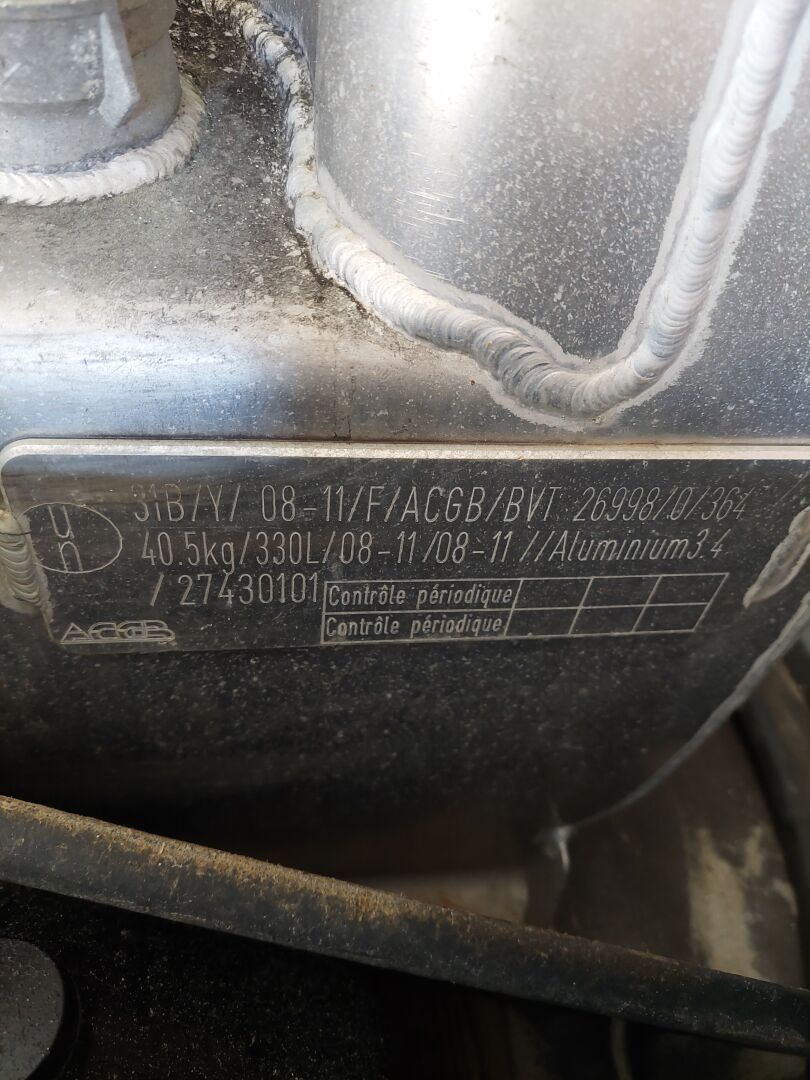 un
31B/Y/ 08-11/F/ACGB/BVT 26998/0/364
40.5kg/330L/08-11/08-11//Aluminium3.4
/27430101
Contrôle périodique
Contrôle périodique
ACGB